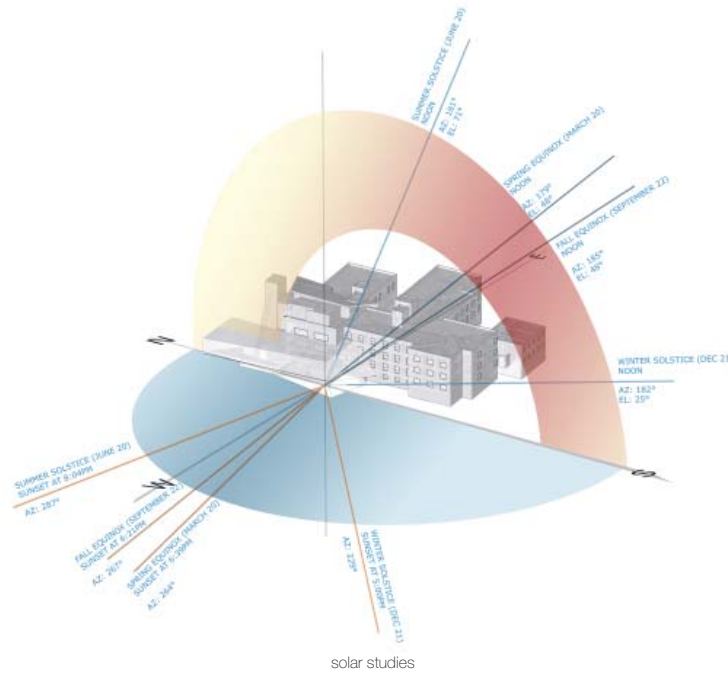 SUMMER SOLSTICE (JUNE 20)
NOON
AZ: 181°
EL: 71°
SPRING EQUINOX (MARCH 20)
NOON
AZ: 179°
EL: 48°
FALL EQUINOX (SEPTEMBER 22)
NOON
AZ: 185°
EL: 48°
E
WINTER SOLSTICE (DEC 21
NOON
AZ: 182°
EL: 25°
N
S
W
SUMMER SOLSTICE (JUNE 20)
SUNSET AT 8:04PM
AZ: 287°
FALL EQUINOX (SEPTEMBER 22)
SUNSET AT 6:21PM
AZ: 267°
SPRING EQUINOX (MARCH 20)
SUNSET AT 6:39PM
AZ: 264°
WINTER SOLSTICE (DEC 21)
SUNSET AT 5:00PM
AZ: 229°
solar studies